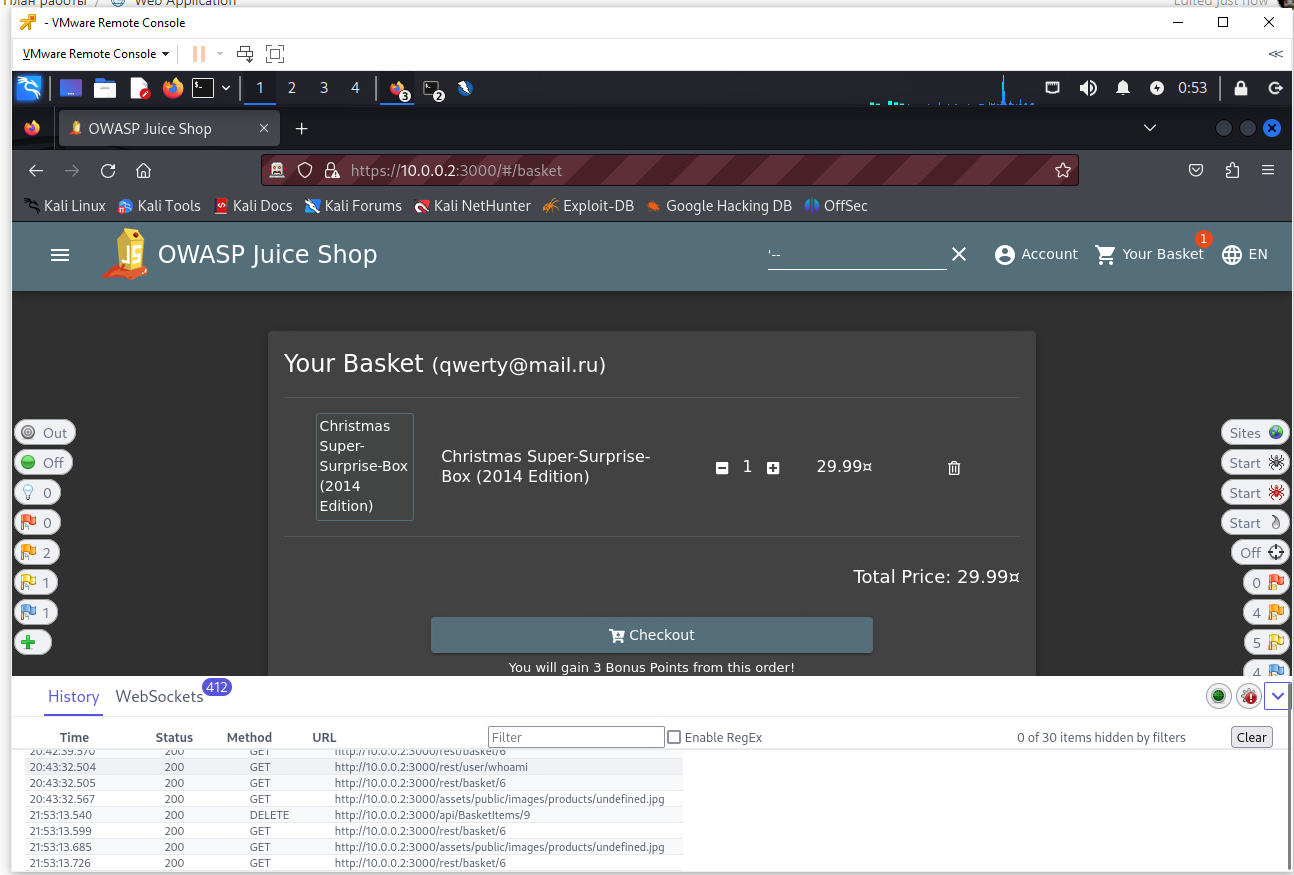 План работы / Web Application Edited just now
- VMware Remote Console
VMware Remote Console
1 2 3 4 3 2 0:53
OWASP Juice Shop
https://10.0.0.2:3000/#/basket
Kali Linux Kali Tools Kali Docs Kali Forums Kali NetHunter Exploit-DB Google Hacking DB OffSec
OWASP Juice Shop '-- Account Your Basket 1 EN
Your Basket (qwerty@mail.ru)
Christmas
Super-
Surprise-Box
(2014
Edition)
Christmas Super-Surprise-
Box (2014 Edition)
1 29.99¤
Total Price: 29.99¤
Checkout
You will gain 3 Bonus Points from this order!
Out
Off
0
0
2
1
1
Sites
Start
Start
Start
Off
0
4
5
4
History WebSockets 412
Time Status Method URL Filter Enable RegEx 0 of 30 items hidden by filters Clear
20:42:39.570 200 GET http://10.0.0.2:3000/rest/basket/6
20:43:32.504 200 GET http://10.0.0.2:3000/rest/user/whoami
20:43:32.505 200 GET http://10.0.0.2:3000/rest/basket/6
20:43:32.567 200 GET http://10.0.0.2:3000/assets/public/images/products/undefined.jpg
21:53:13.540 200 DELETE http://10.0.0.2:3000/api/BasketItems/9
21:53:13.599 200 GET http://10.0.0.2:3000/rest/basket/6
21:53:13.685 200 GET http://10.0.0.2:3000/assets/public/images/products/undefined.jpg
21:53:13.726 200 GET http://10.0.0.2:3000/rest/basket/6